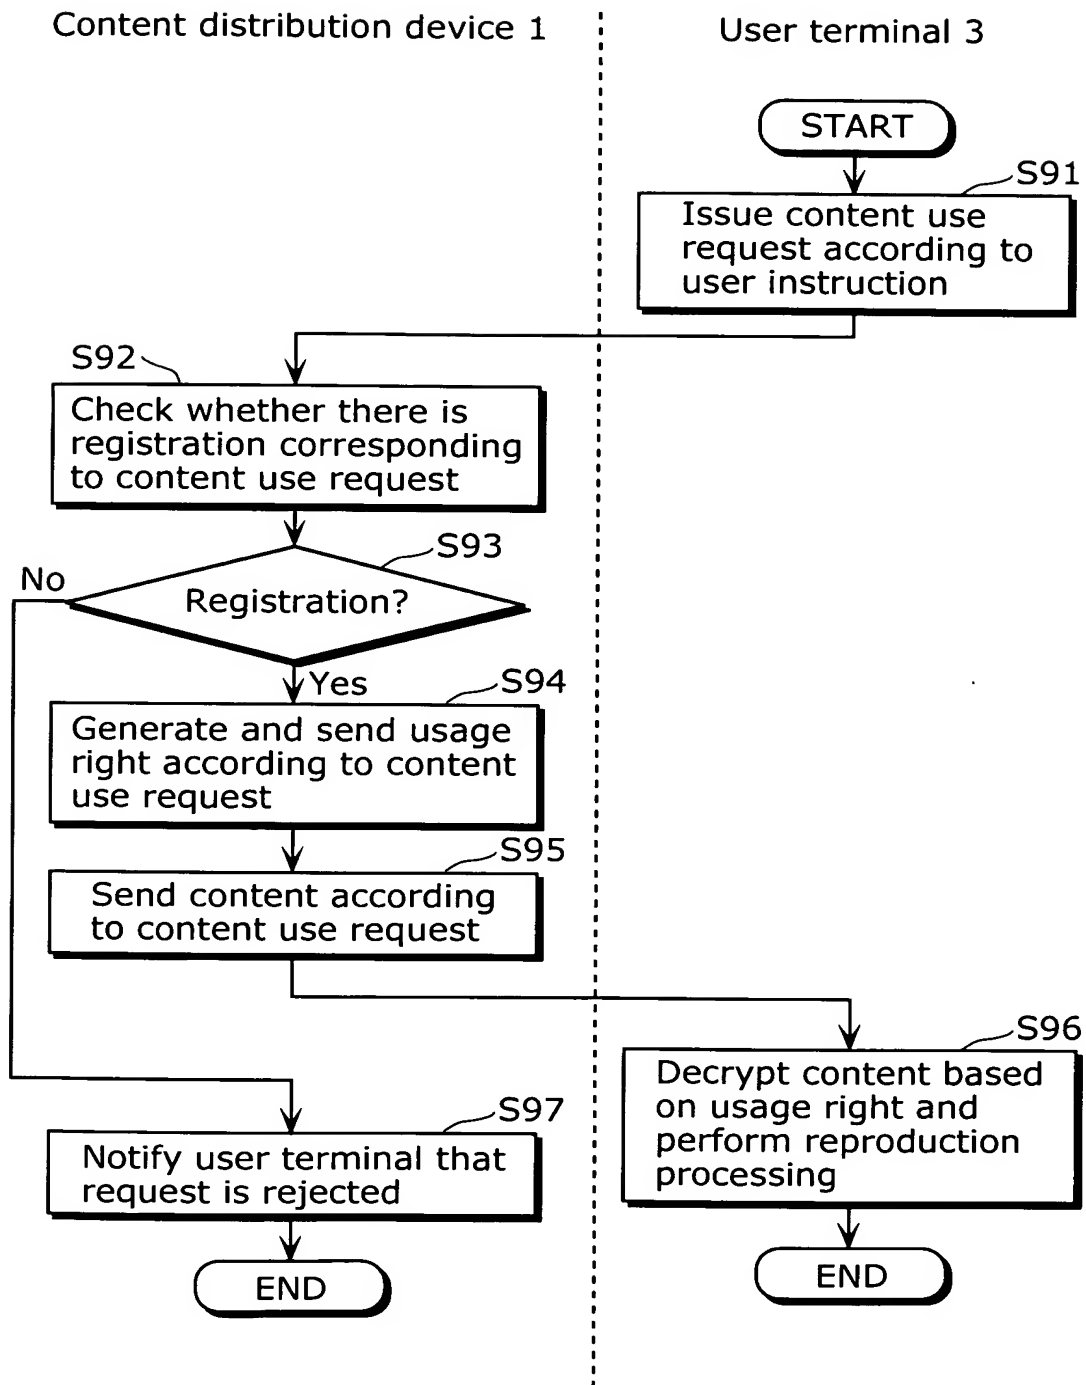 Content distribution device 1
User terminal 3
START
S91
Issue content use
request according to
user instruction
S92
Check whether there is
registration corresponding
to content use request
S93
No
Registration?
Yes
S94
Generate and send usage
right according to content
use request
S95
Send content according
to content use request
S96
Decrypt content based
on usage right and
perform reproduction
processing
S97
Notify user terminal that
request is rejected
END
END